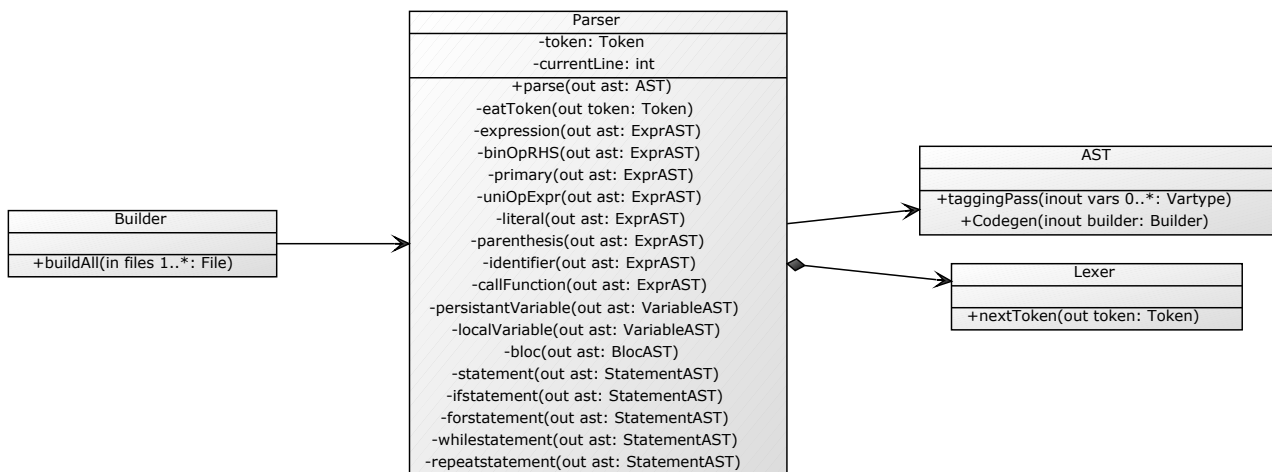 Parser
-token: Token
-currentLine: int
+parse(out ast: AST)
-eatToken(out token: Token)
-expression(out ast: ExprAST)
-binOpRHS(out ast: ExprAST)
-primary(out ast: ExprAST)
-uniOpExpr(out ast: ExprAST)
-literal(out ast: ExprAST)
-parenthesis(out ast: ExprAST)
-identifier(out ast: ExprAST)
-callFunction(out ast: ExprAST)
-persistantVariable(out ast: VariableAST)
-localVariable(out ast: VariableAST)
-bloc(out ast: BlocAST)
-statement(out ast: StatementAST)
-ifstatement(out ast: StatementAST)
-forstatement(out ast: StatementAST)
-whilestatement(out ast: StatementAST)
-repeatstatement(out ast: StatementAST)
Builder
+buildAll(in files 1..*: File)
AST
+taggingPass(inout vars 0..*: Vartype)
+Codegen(inout builder: Builder)
Lexer
+nextToken(out token: Token)